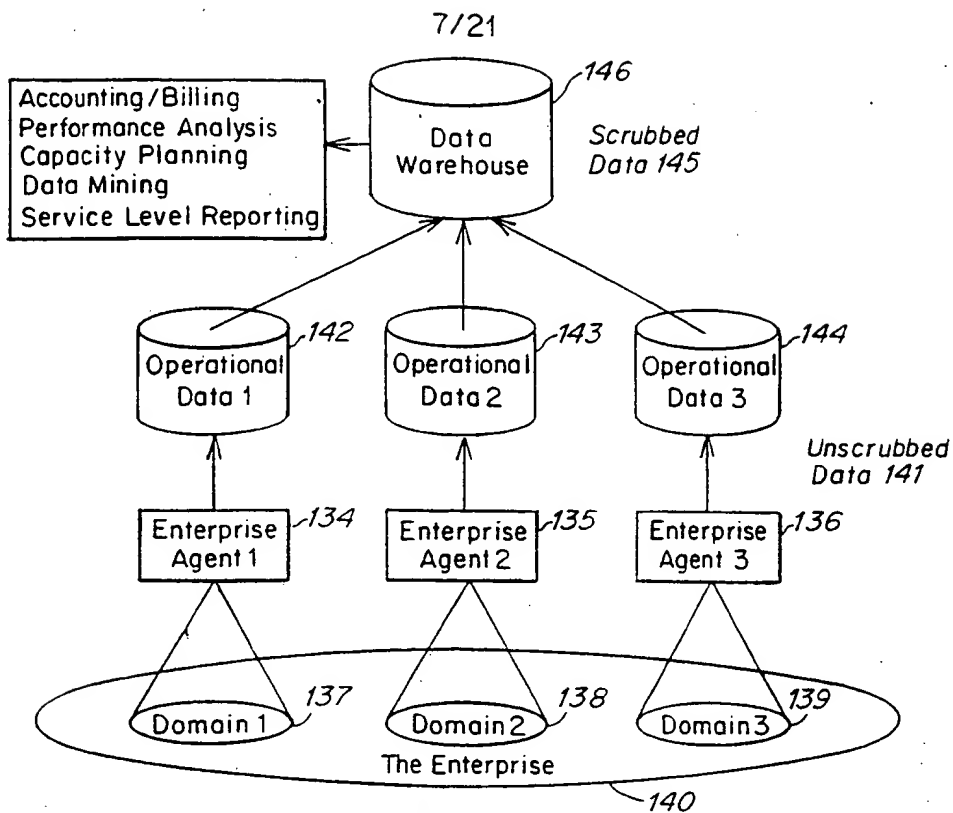 7/21
146
Accounting/Billing
Performance Analysis
Capacity Planning
Data Mining
Service Level Reporting
Data
Warehouse
Scrubbed
Data 145
142
143
144
Operational
Data 1
Operational
Data 2
Operational
Data 3
Unscrubbed
Data 141
134
135
136
Enterprise
Agent 1
Enterprise
Agent 2
Enterprise
Agent 3
137
138
139
Domain 1
Domain 2
Domain 3
The Enterprise
140